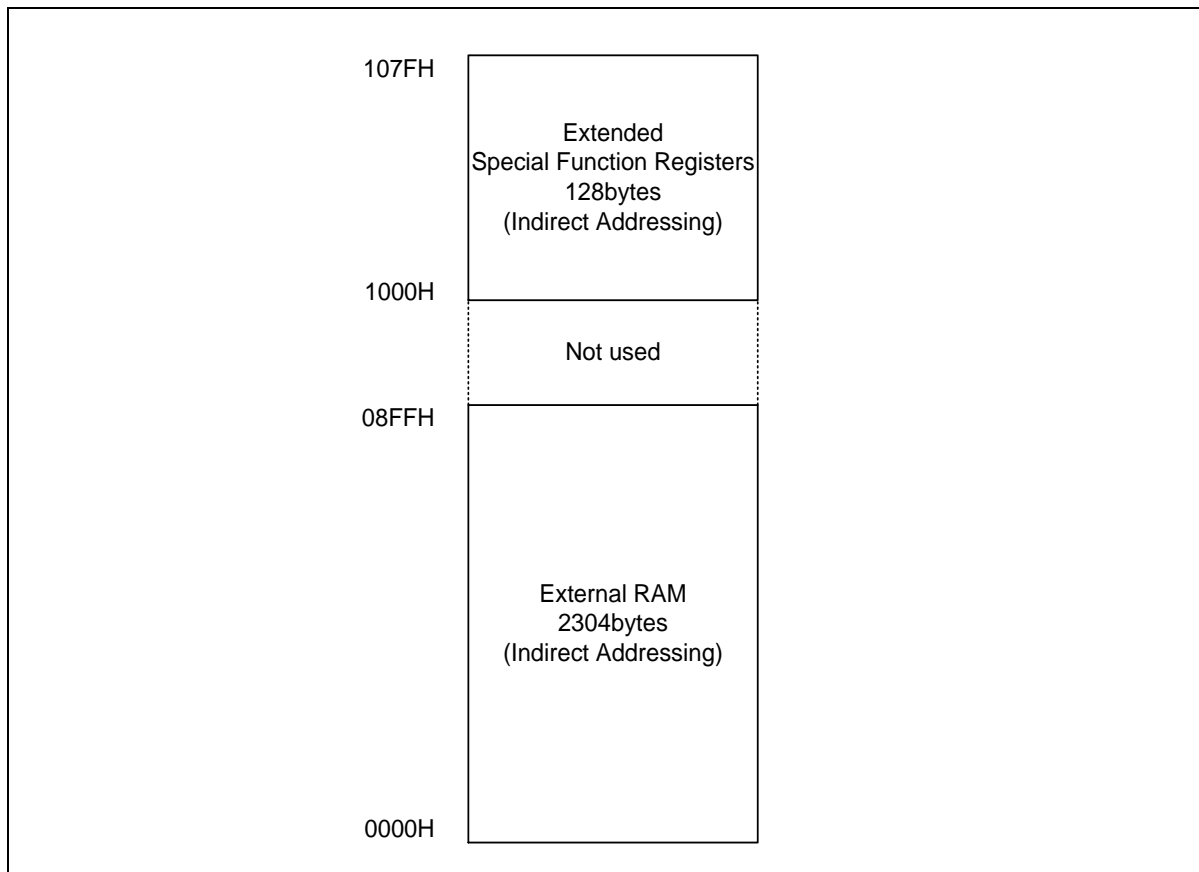 107FH
Extended
Special Function Registers
128bytes
(Indirect Addressing)
1000H
Not used
08FFH
External RAM
2304bytes
(Indirect Addressing)
0000H